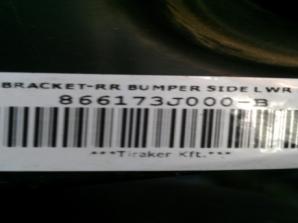 BRACKET-RR BUMPER SIDE LWR
866173J000-B
***Tiraker Kft.***